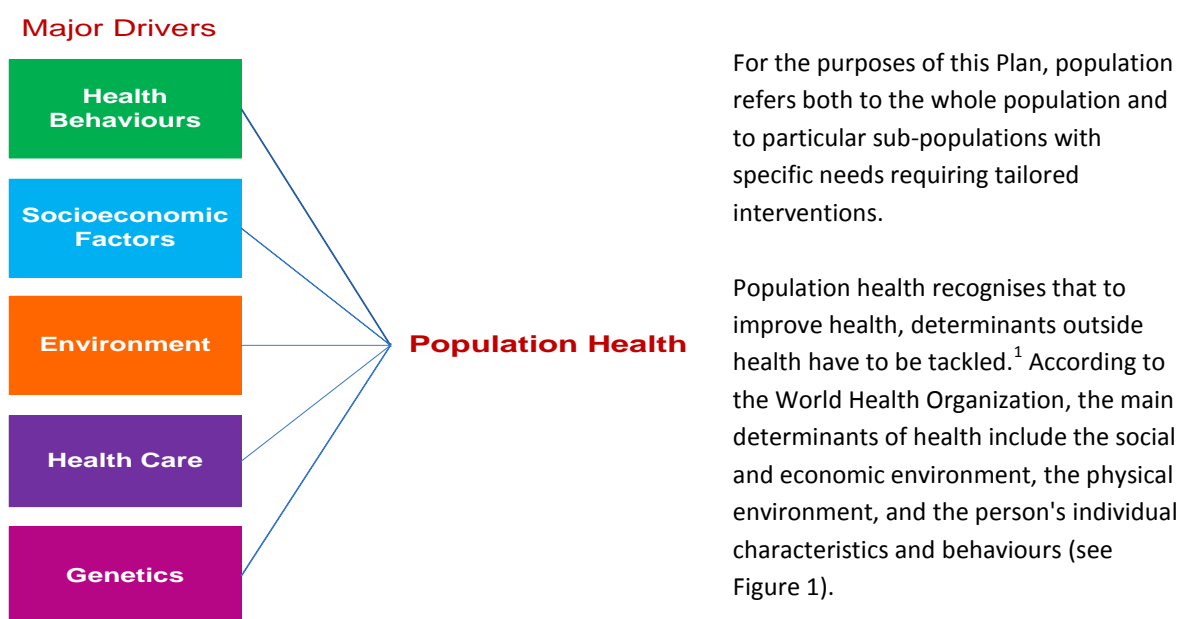 Major Drivers
Health
Behaviours
Socioeconomic
Factors
Environment
Health Care
Genetics
Population Health
For the purposes of this Plan, population
refers both to the whole population and
to particular sub-populations with
specific needs requiring tailored
interventions.
Population health recognises that to
improve health, determinants outside
health have to be tackled.1 According to
the World Health Organization, the main
determinants of health include the social
and economic environment, the physical
environment, and the person's individual
characteristics and behaviours (see
Figure 1).